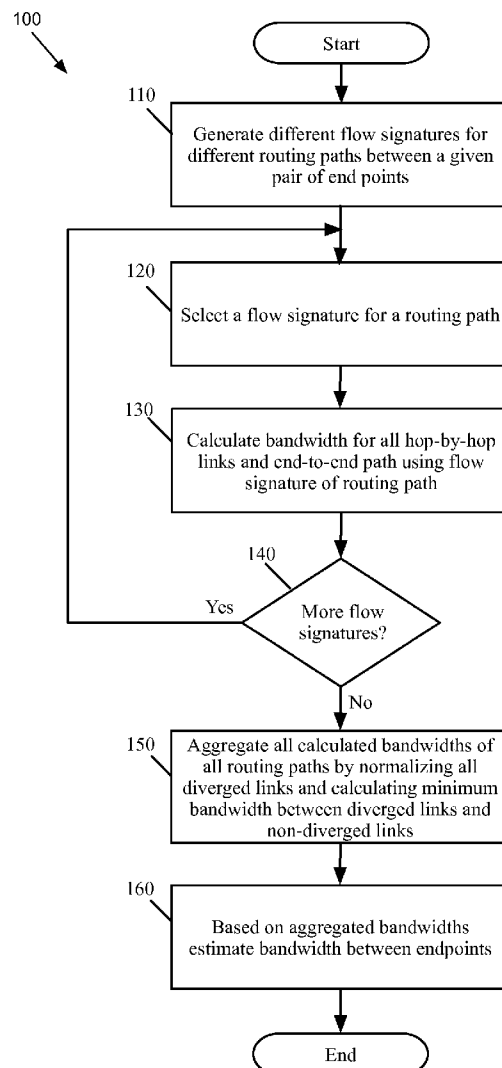 100
Start
110
Generate different flow signatures for
different routing paths between a given
pair of end points
120
Select a flow signature for a routing path
130
Calculate bandwidth for all hop-by-hop
links and end-to-end path using flow
signature of routing path
140
Yes
More flow
signatures?
No
150
Aggregate all calculated bandwidths of
all routing paths by normalizing all
diverged links and calculating minimum
bandwidth between diverged links and
non-diverged links
160
Based on aggregated bandwidths
estimate bandwidth between endpoints
End